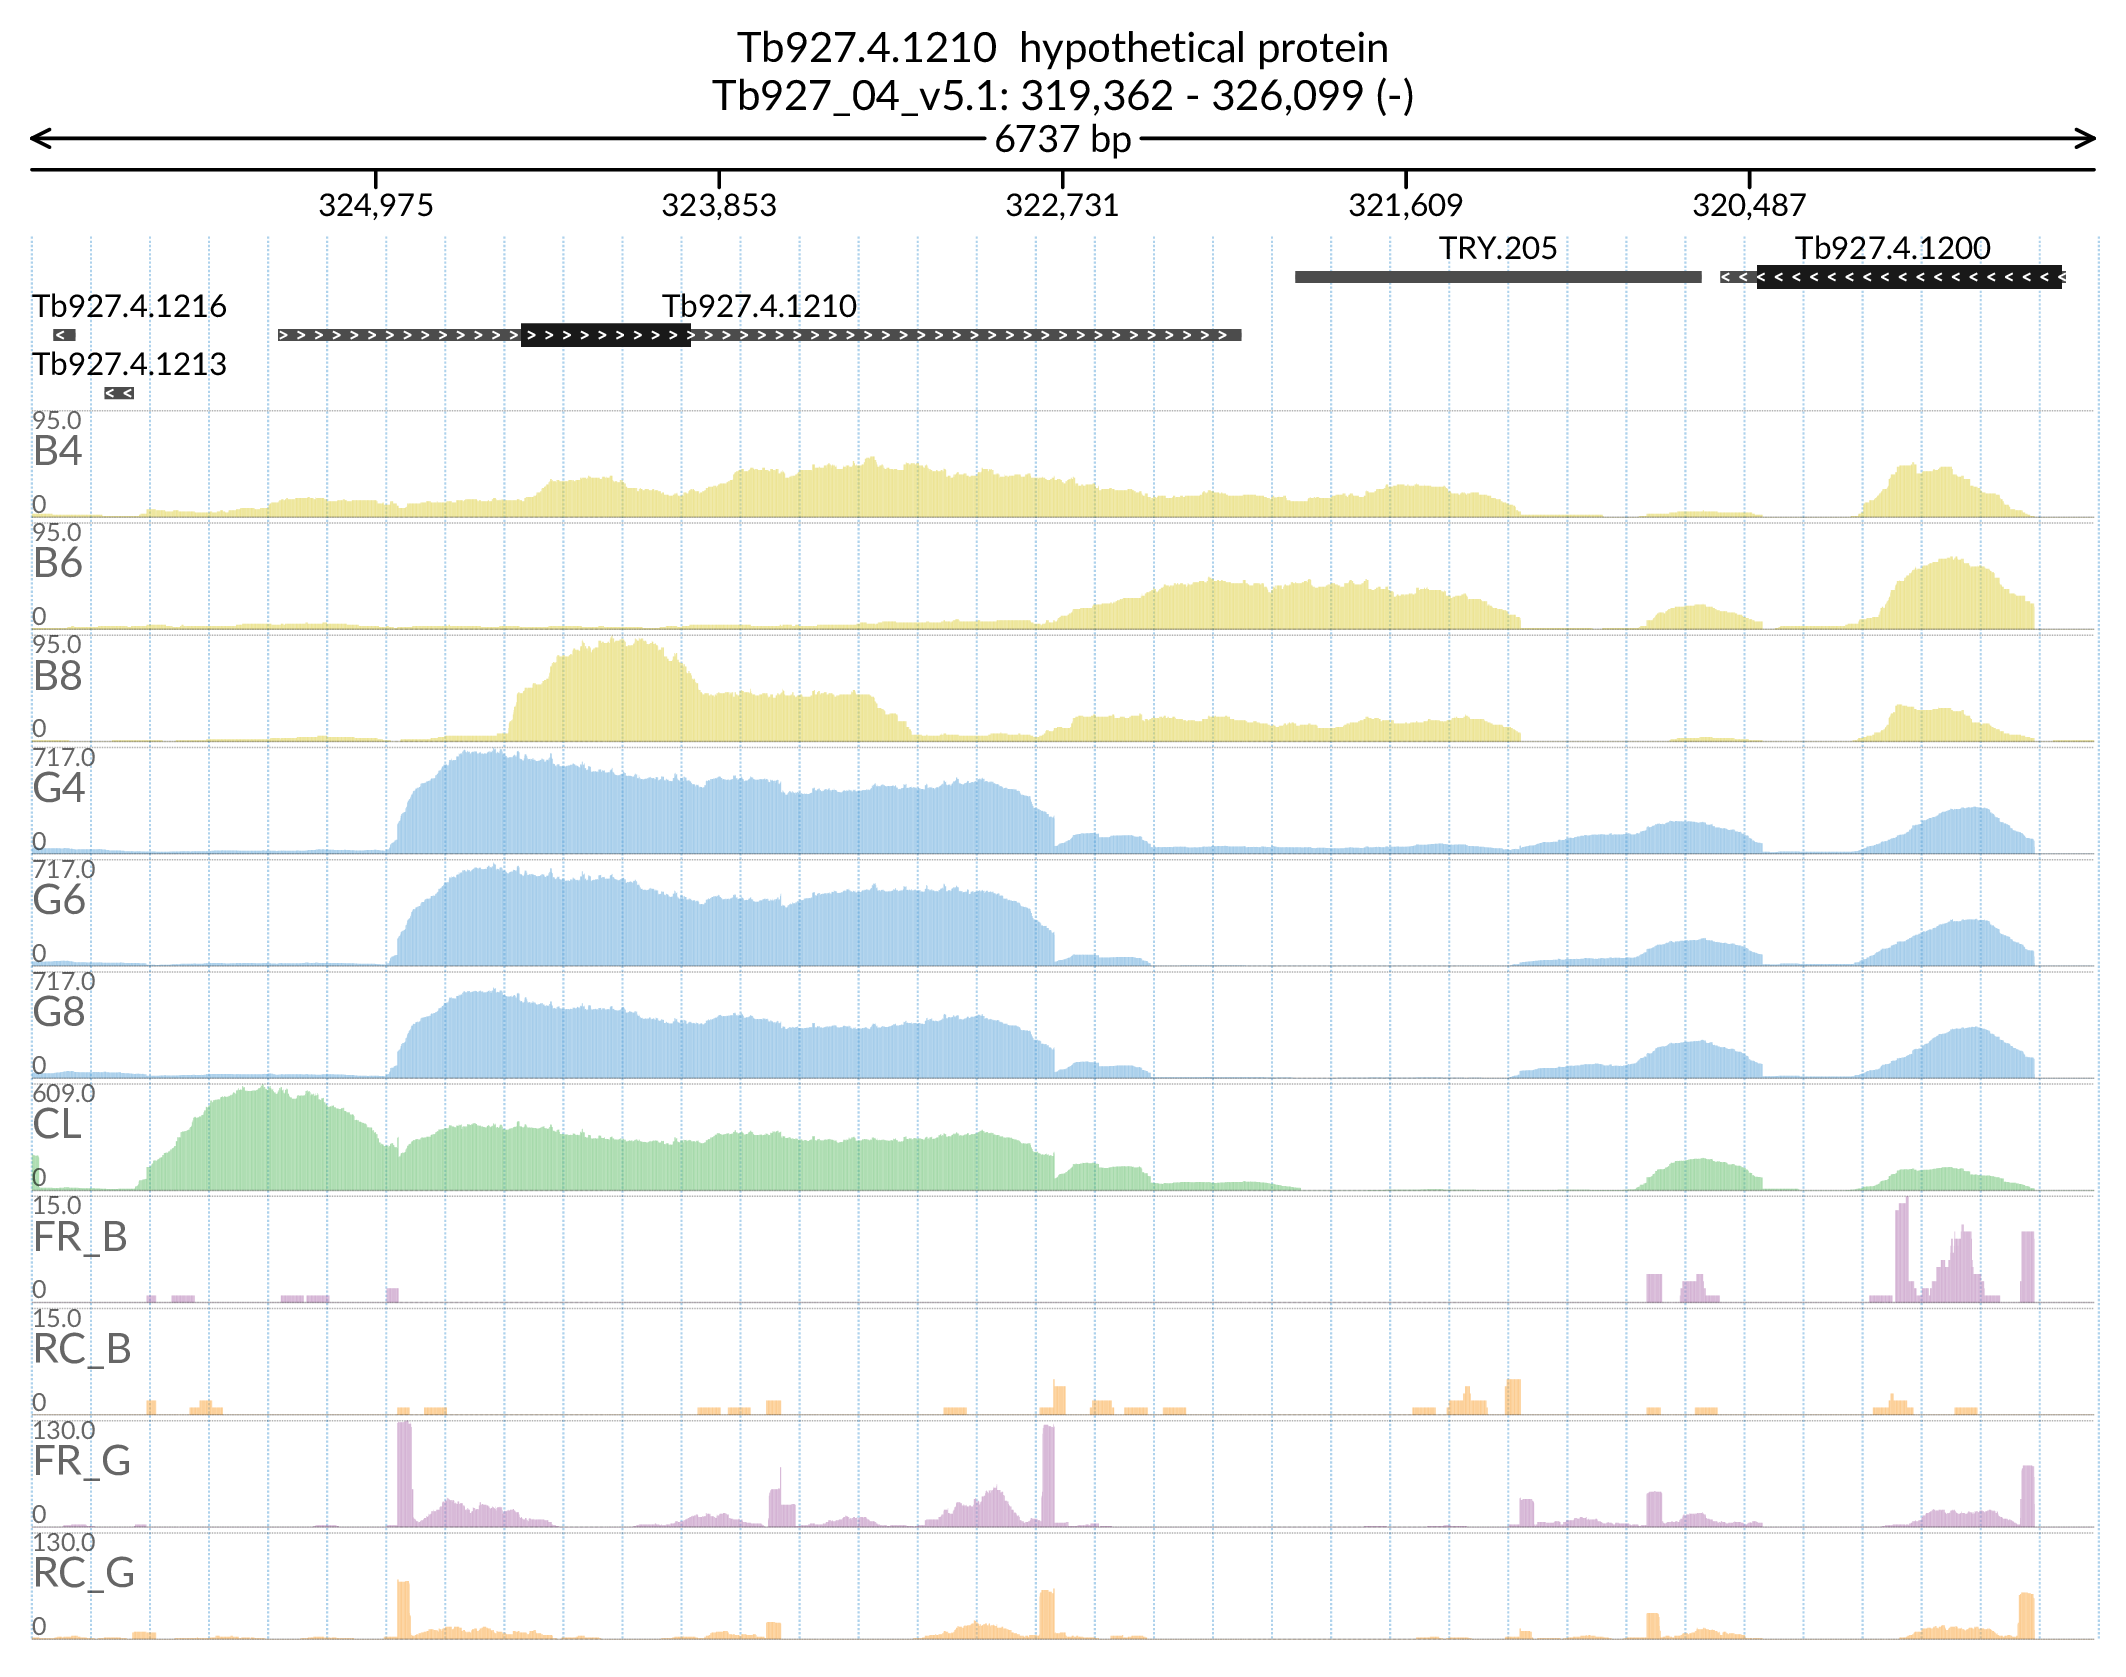 Tb927.4.1210  hypothetical protein
Tb927_04_v5.1: 319,362 - 326,099 (-)
6737 bp
324,975 323,853 322,731 321,609 320,487
TRY.205 Tb927.4.1200
Tb927.4.1216 Tb927.4.1210
Tb927.4.1213
95.0
B4
0
95.0
B6
0
95.0
B8
0
717.0
G4
0
717.0
G6
0
717.0
G8
0
609.0
CL
0
15.0
FR_B
0
15.0
RC_B
0
130.0
FR_G
0
130.0
RC_G
0